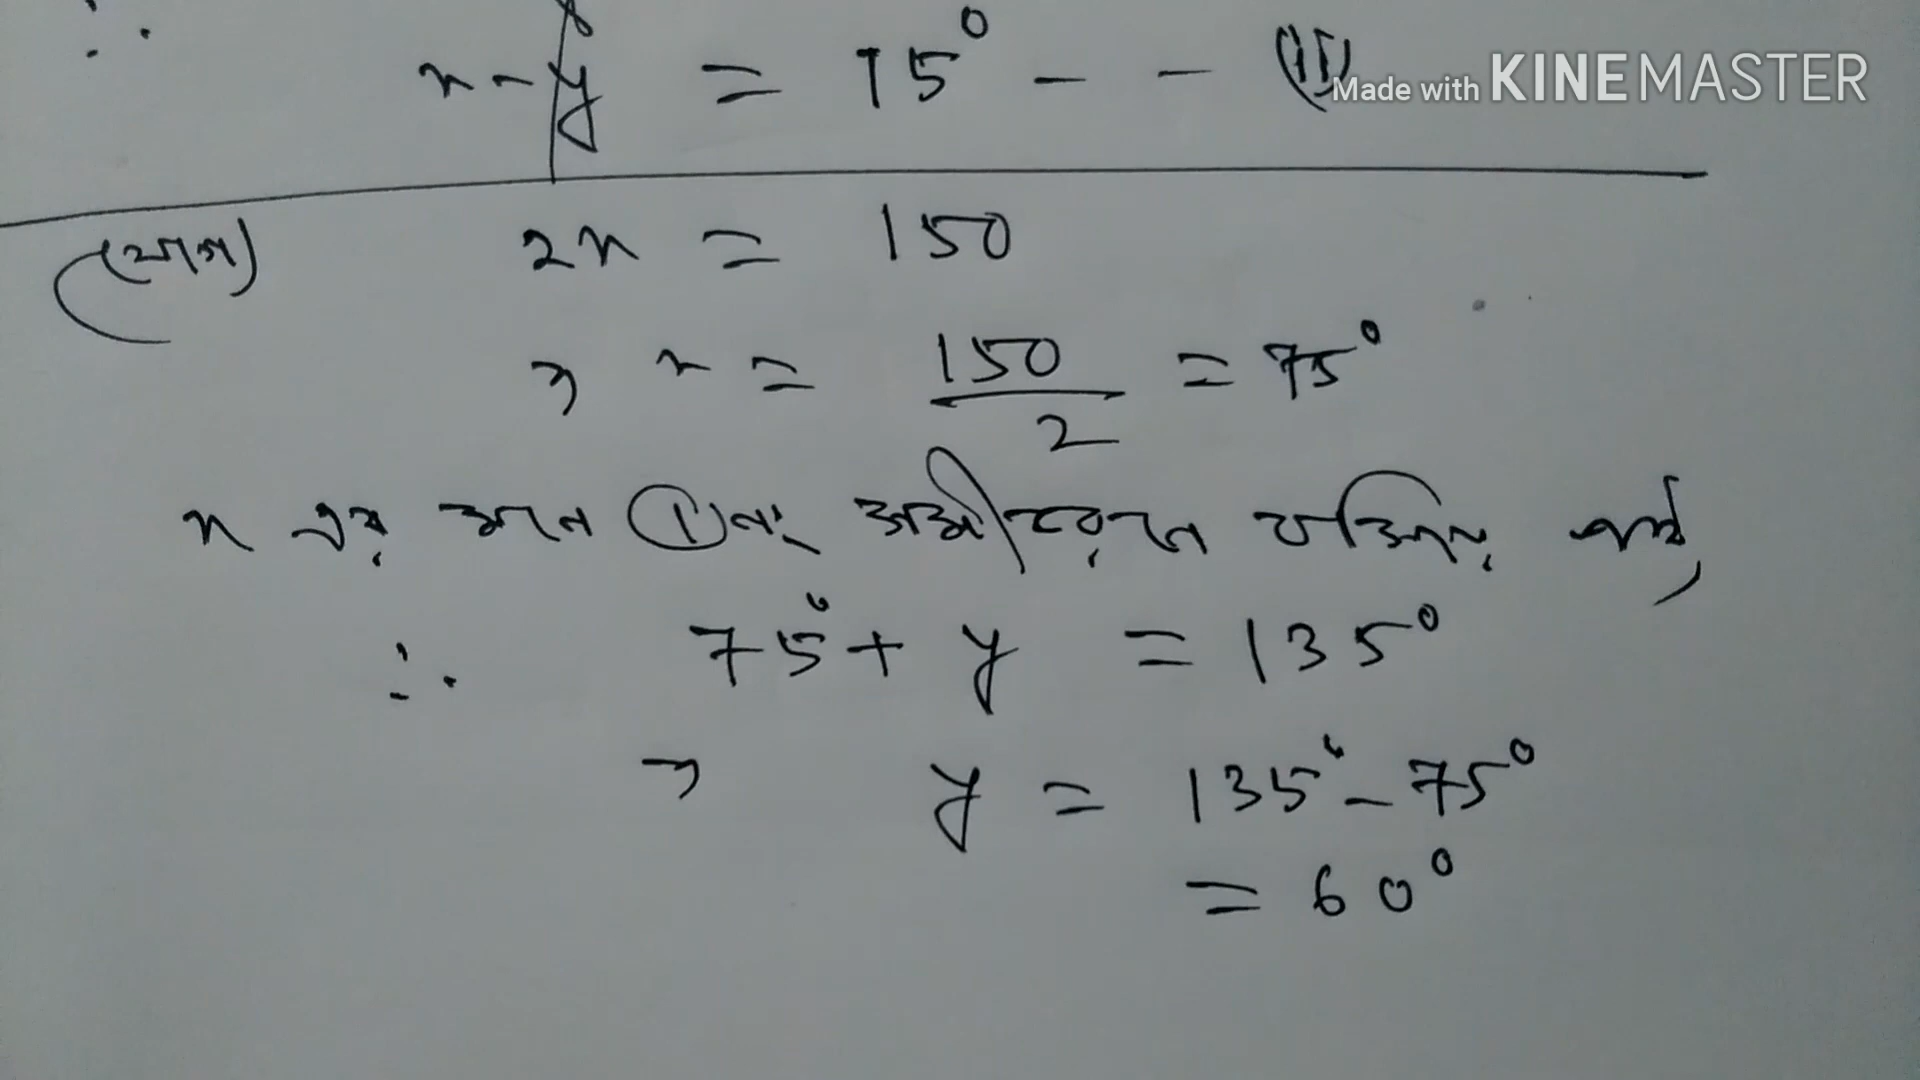 ∴ x - y = 15° - - (II)
Made with KINEMASTER
(যোগ) 2x = 150
⇒ x = 150/2 = 75°
x এর মান ① নং সমীকরণে বসিয়ে পাই,
∴ 75° + y = 135°
⇒ y = 135° - 75°
= 60°